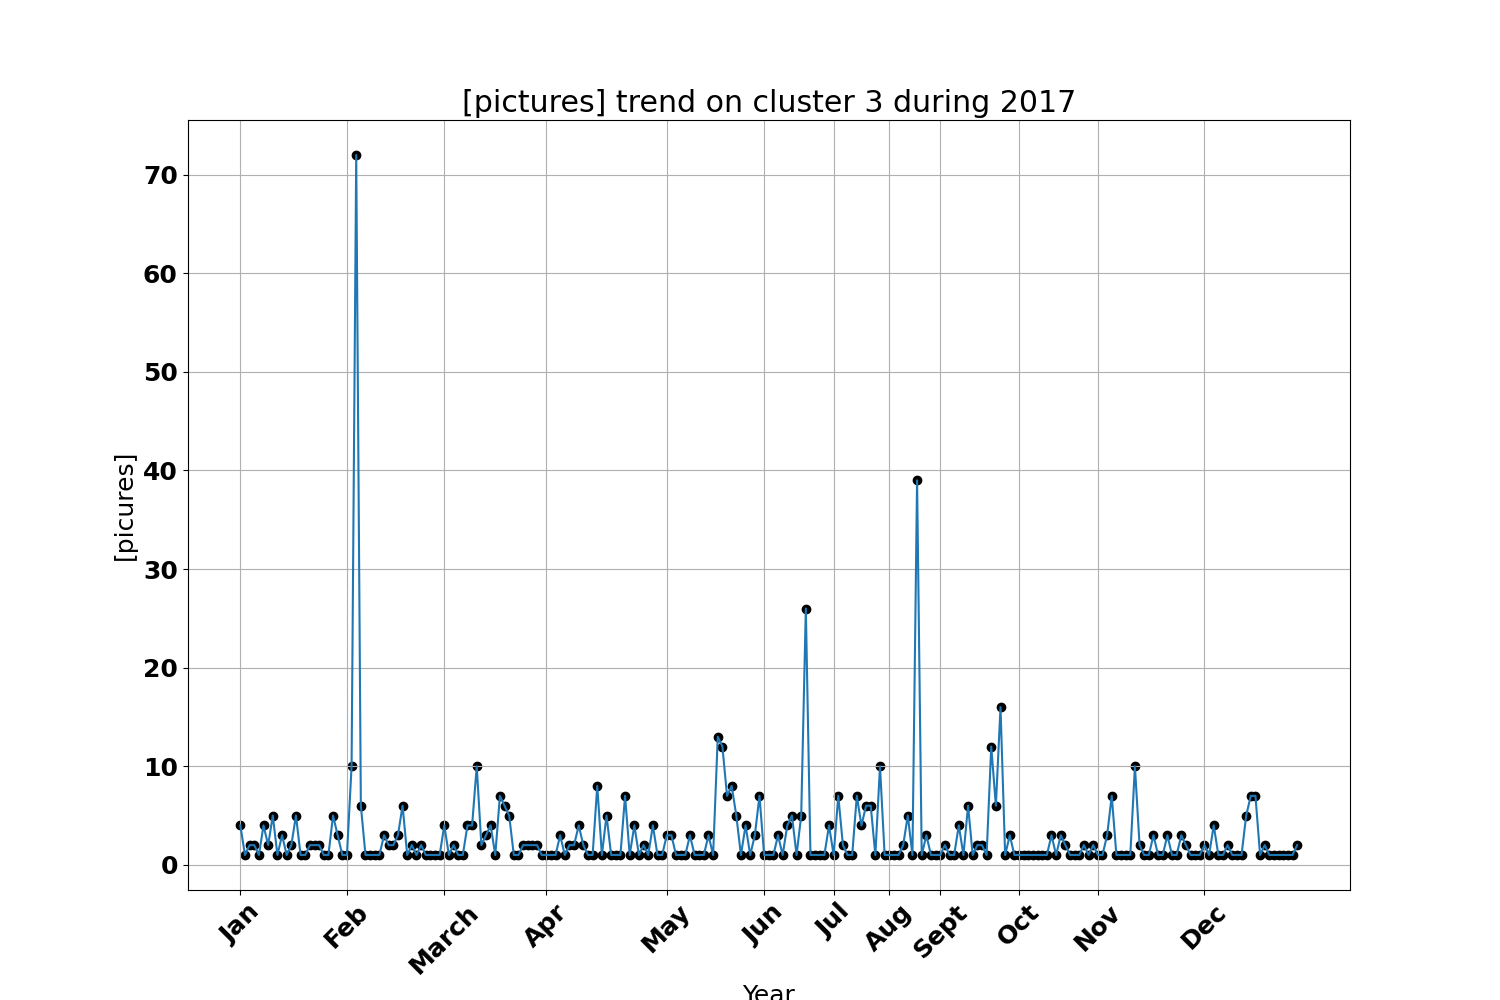 [pictures] trend on cluster 3 during 2017
70
60
50
40
30
20
10
0
[picures]
Jan
Feb
March
Apr
May
Jun
Jul
Aug
Sept
Oct
Nov
Dec
Year